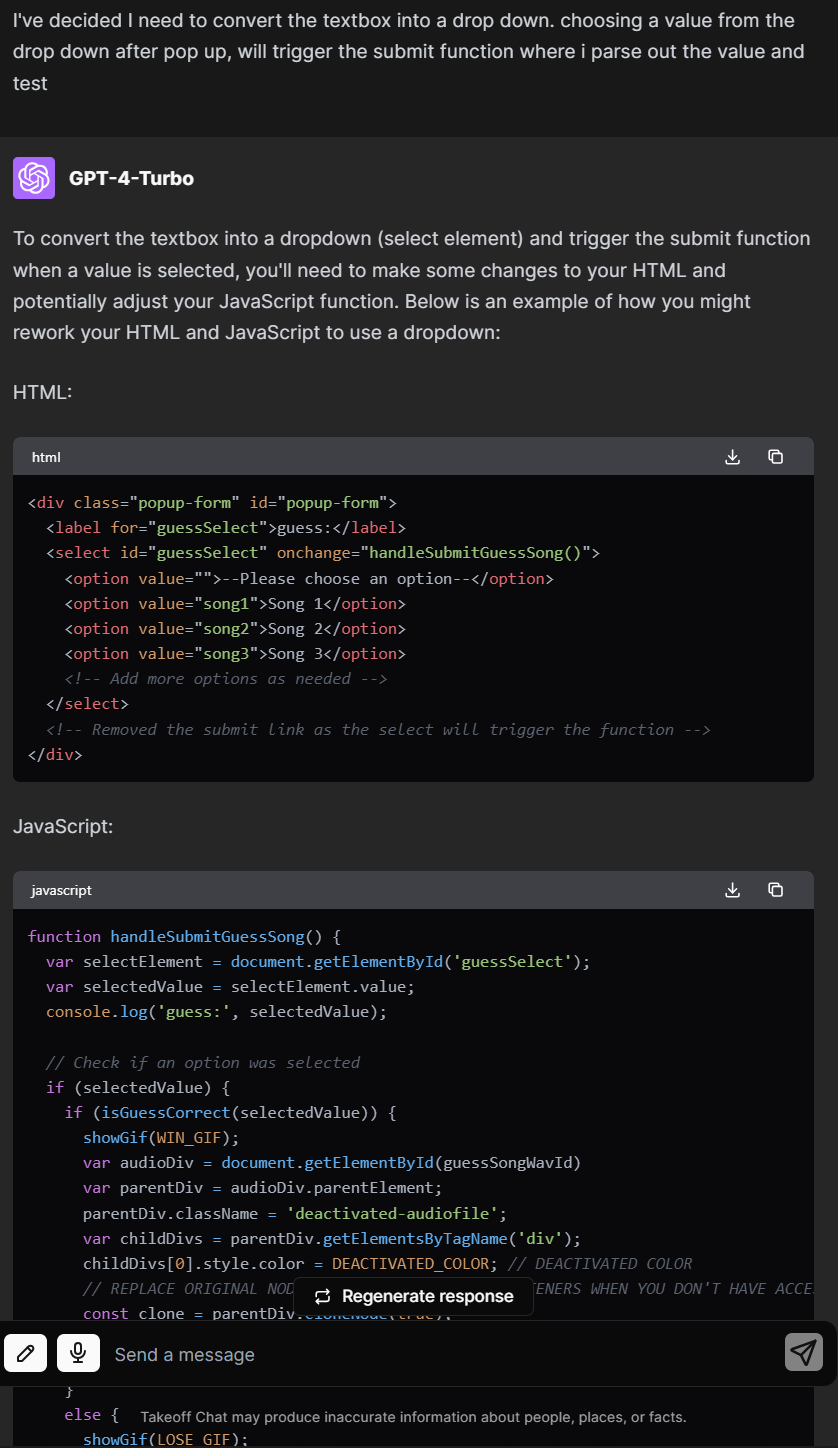 I've decided I need to convert the textbox into a drop down. choosing a value from the
drop down after pop up, will trigger the submit function where i parse out the value and
test
GPT-4-Turbo
To convert the textbox into a dropdown (select element) and trigger the submit function
when a value is selected, you'll need to make some changes to your HTML and
potentially adjust your JavaScript function. Below is an example of how you might
rework your HTML and JavaScript to use a dropdown:
HTML:
html
<div class="popup-form" id="popup-form">
  <label for="guessSelect">guess:</label>
  <select id="guessSelect" onchange="handleSubmitGuessSong()">
    <option value="">--Please choose an option--</option>
    <option value="song1">Song 1</option>
    <option value="song2">Song 2</option>
    <option value="song3">Song 3</option>
    <!-- Add more options as needed -->
  </select>
  <!-- Removed the submit link as the select will trigger the function -->
</div>
JavaScript:
javascript
function handleSubmitGuessSong() {
  var selectElement = document.getElementById('guessSelect');
  var selectedValue = selectElement.value;
  console.log('guess:', selectedValue);
  // Check if an option was selected
  if (selectedValue) {
    if (isGuessCorrect(selectedValue)) {
      showGif(WIN_GIF);
      var audioDiv = document.getElementById(guessSongWavId)
      var parentDiv = audioDiv.parentElement;
      parentDiv.className = 'deactivated-audiofile';
      var childDivs = parentDiv.getElementsByTagName('div');
      childDivs[0].style.color = DEACTIVATED_COLOR; // DEACTIVATED COLOR
      // REPLACE ORIGINAL WHEN YOU DON'T HAVE
Regenerate response
      const clone = parentDiv.cloneNode(true);
Send a message
    }
    else {
Takeoff Chat may produce inaccurate information about people, places, or facts.
      showGif(LOSE_GIF);